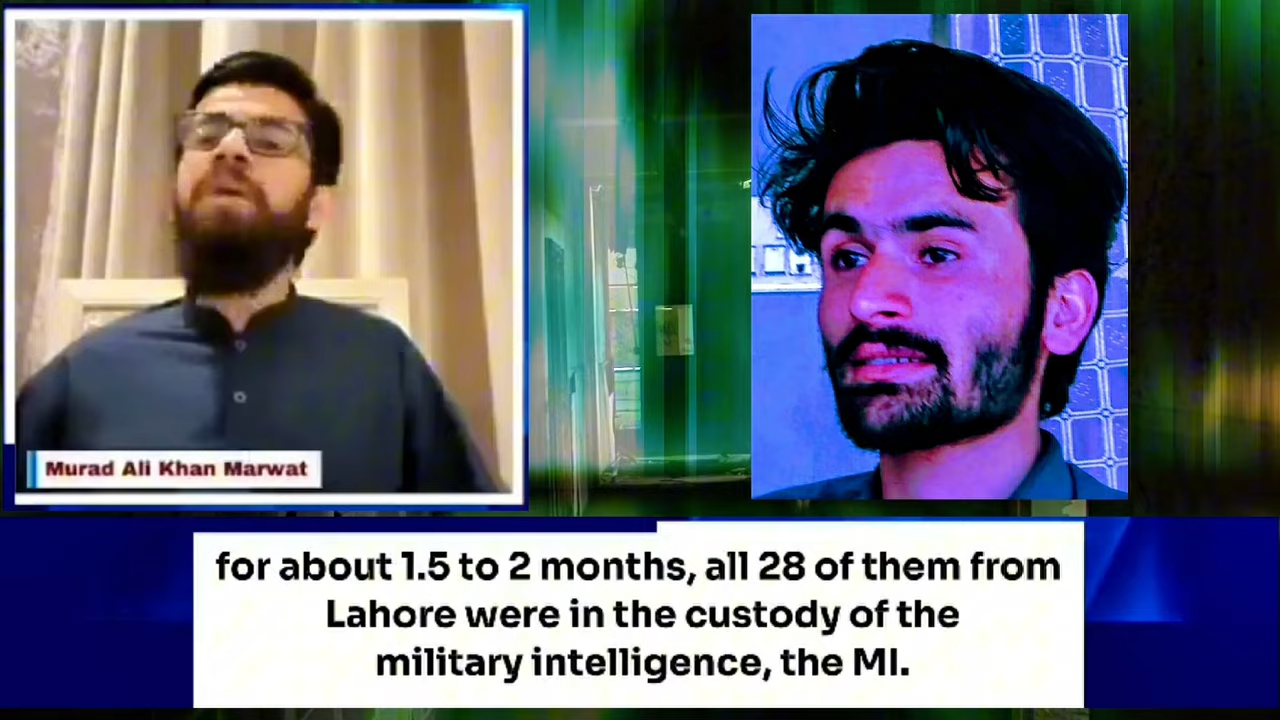 Murad Ali Khan Marwat
for about 1.5 to 2 months, all 28 of them from
Lahore were in the custody of the
military intelligence, the MI.